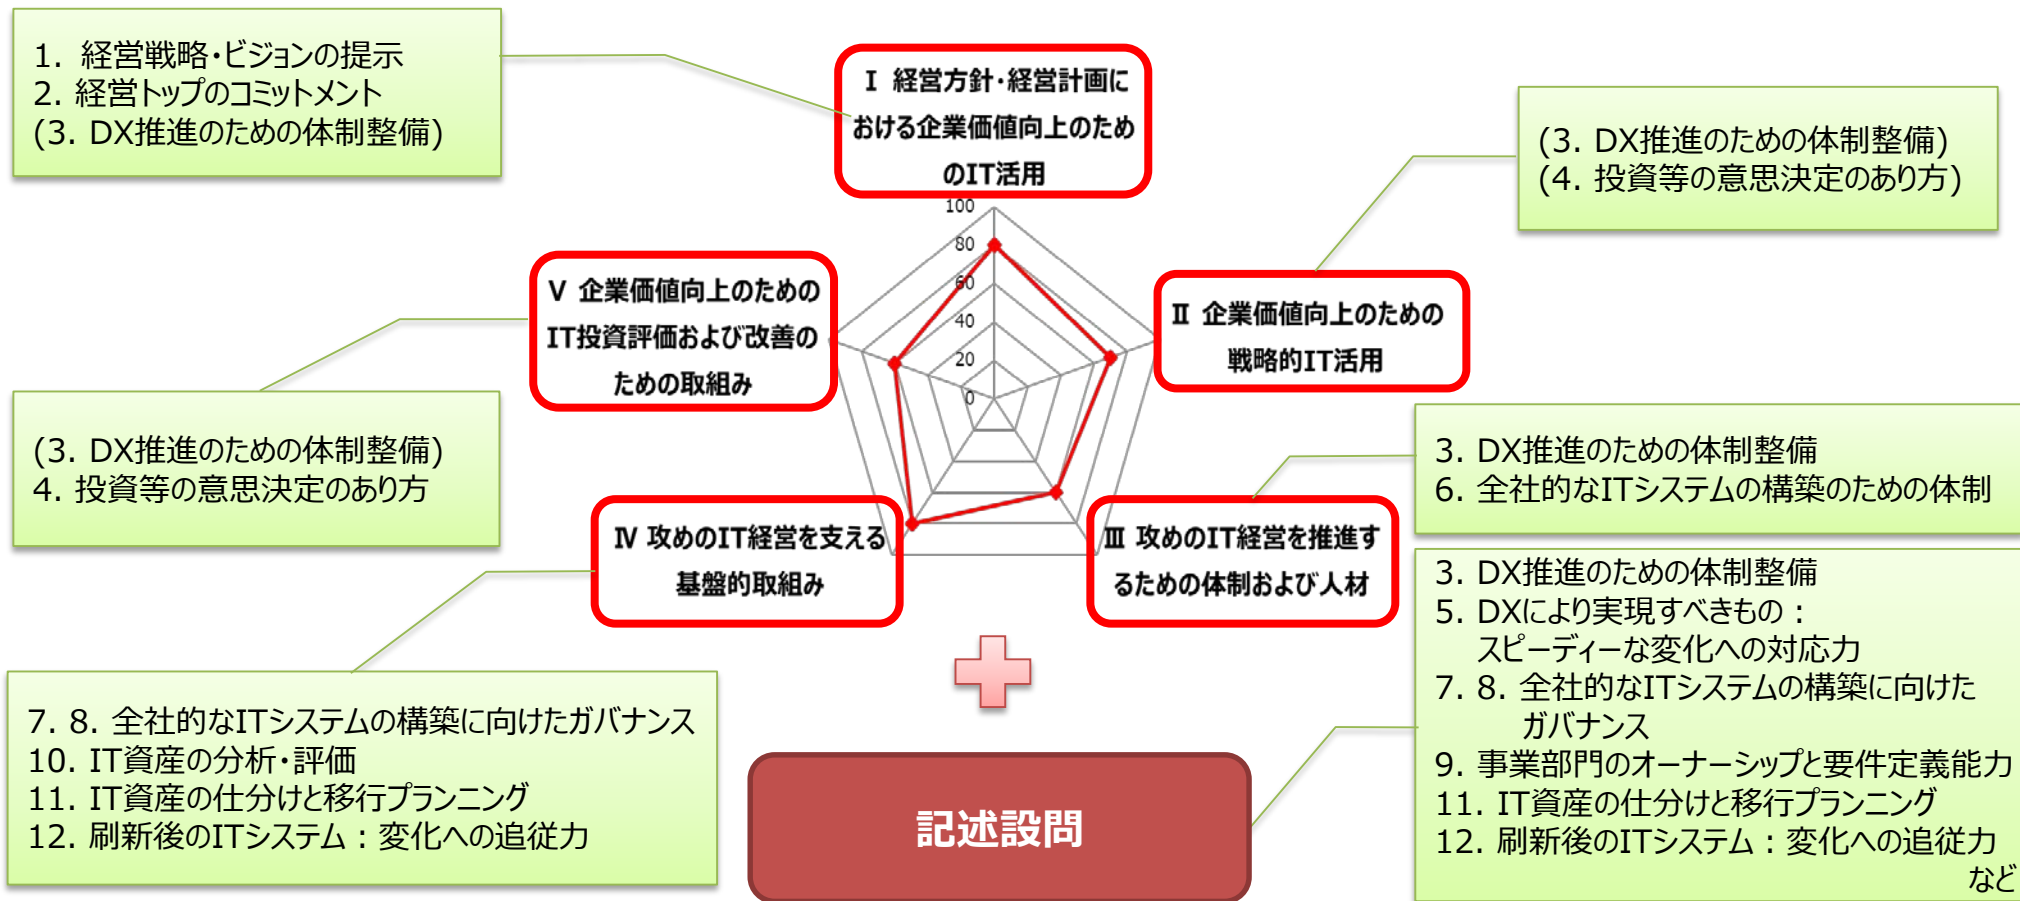 1. 経営戦略・ビジョンの提示
2. 経営トップのコミットメント
(3. DX推進のための体制整備)
Ⅰ 経営方針・経営計画に
おける企業価値向上のため
のIT活用
(3. DX推進のための体制整備)
(4. 投資等の意思決定のあり方)
100
80
60
40
20
0
Ⅴ 企業価値向上のための
IT投資評価および改善の
ための取組み
Ⅱ 企業価値向上のための
戦略的IT活用
(3. DX推進のための体制整備)
4. 投資等の意思決定のあり方
3. DX推進のための体制整備
6. 全社的なITシステムの構築のための体制
Ⅳ 攻めのIT経営を支える
基盤的取組み
Ⅲ 攻めのIT経営を推進す
るための体制および人材
7. 8. 全社的なITシステムの構築に向けたガバナンス
10. IT資産の分析・評価
11. IT資産の仕分けと移行プランニング
12. 刷新後のITシステム：変化への追従力
記述設問
3. DX推進のための体制整備
5. DXにより実現すべきもの：
スピーディーな変化への対応力
7. 8. 全社的なITシステムの構築に向けた
ガバナンス
9. 事業部門のオーナーシップと要件定義能力
11. IT資産の仕分けと移行プランニング
12. 刷新後のITシステム：変化への追従力
など